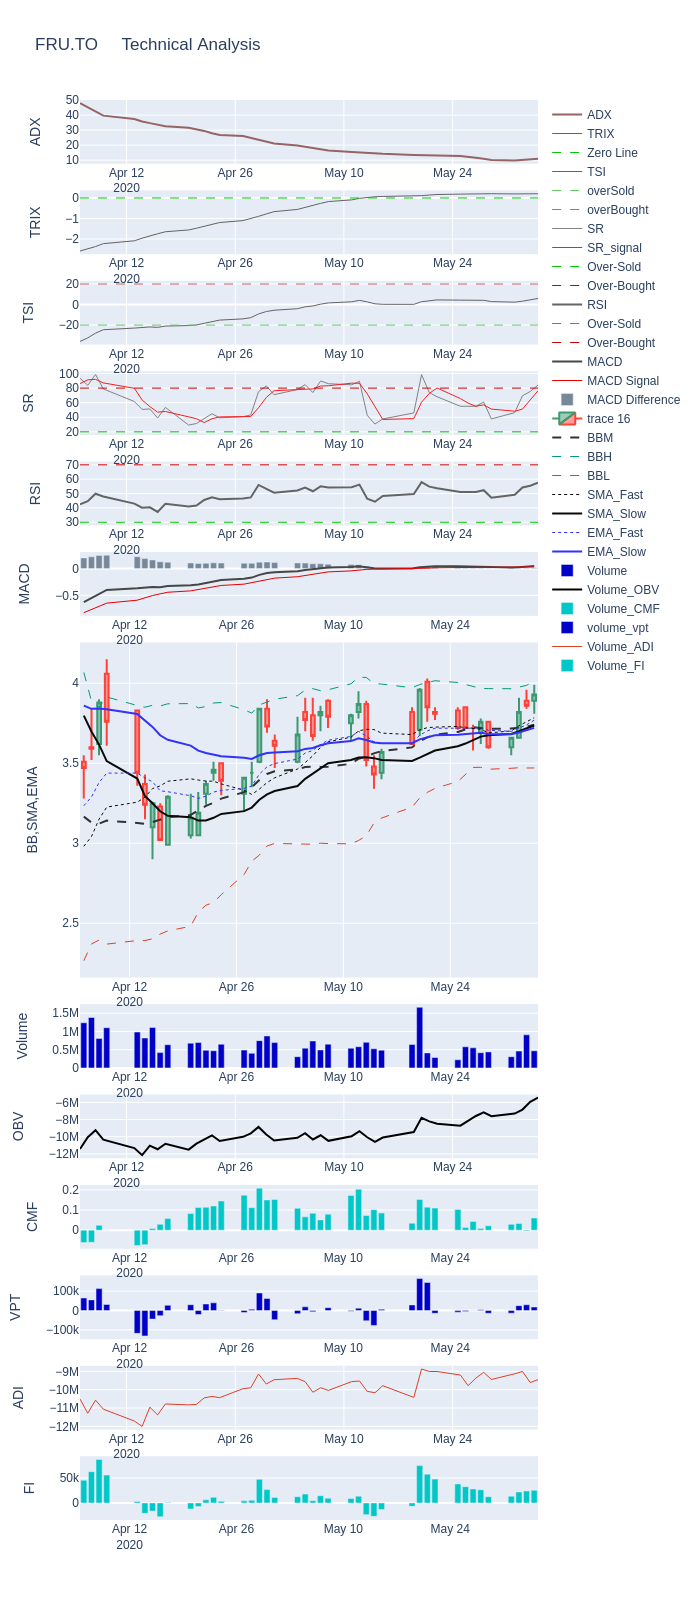 FRU.TO Technical Analysis
ADX
50
40
30
20
10
Apr 12
2020
Apr 26
May 10
May 24
TRIX
0
−1
−2
Apr 12
2020
Apr 26
May 10
May 24
TSI
20
0
−20
Apr 12
2020
Apr 26
May 10
May 24
SR
100
80
60
40
20
Apr 12
2020
Apr 26
May 10
May 24
RSI
70
60
50
40
30
Apr 12
2020
Apr 26
May 10
May 24
MACD
0
−0.5
Apr 12
2020
Apr 26
May 10
May 24
BB,SMA,EMA
4
3.5
3
2.5
Apr 12
2020
Apr 26
May 10
May 24
Volume
1.5M
1M
0.5M
0
Apr 12
2020
Apr 26
May 10
May 24
OBV
−6M
−8M
−10M
−12M
Apr 12
2020
Apr 26
May 10
May 24
CMF
0.2
0.1
0
Apr 12
2020
Apr 26
May 10
May 24
VPT
100k
0
−100k
Apr 12
2020
Apr 26
May 10
May 24
ADI
−9M
−10M
−11M
−12M
Apr 12
2020
Apr 26
May 10
May 24
FI
50k
0
Apr 12
2020
Apr 26
May 10
May 24
ADX
TRIX
Zero Line
TSI
overSold
overBought
SR
SR_signal
Over-Sold
Over-Bought
RSI
Over-Sold
Over-Bought
MACD
MACD Signal
MACD Difference
trace 16
BBM
BBH
BBL
SMA_Fast
SMA_Slow
EMA_Fast
EMA_Slow
Volume
Volume_OBV
Volume_CMF
volume_vpt
Volume_ADI
Volume_FI